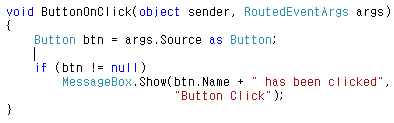 void ButtonOnClick(object sender, RoutedEventArgs args)
{
    Button btn = args.Source as Button;

    if (btn != null)
        MessageBox.Show(btn.Name + " has been clicked",
                        "Button Click");
}